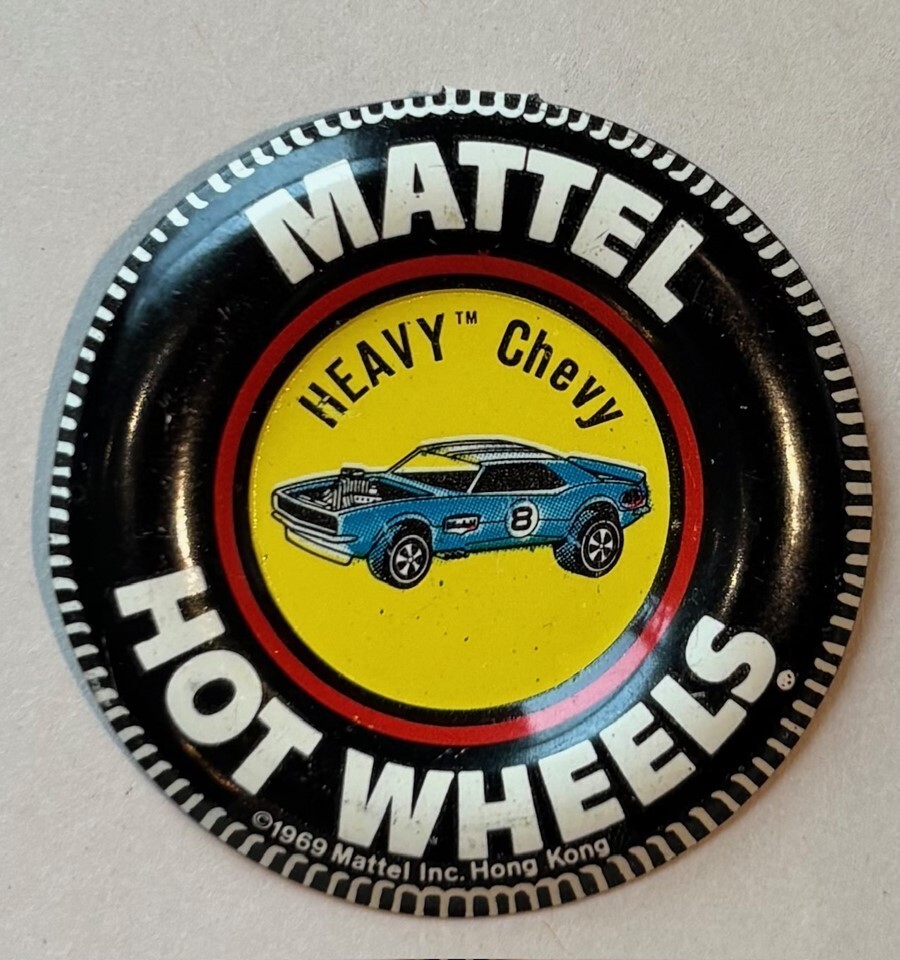 MATTEL
HEAVY™ Chevy
8
HOT WHEELS®
©1969 Mattel Inc. Hong Kong